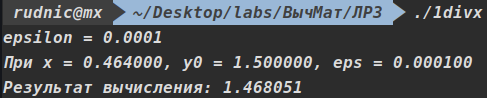 rudnic@mx ~/Desktop/labs/ВычМат/ЛР3 ./1divx
epsilon = 0.0001
При x = 0.464000, y0 = 1.500000, eps = 0.000100
Результат вычисления: 1.468051